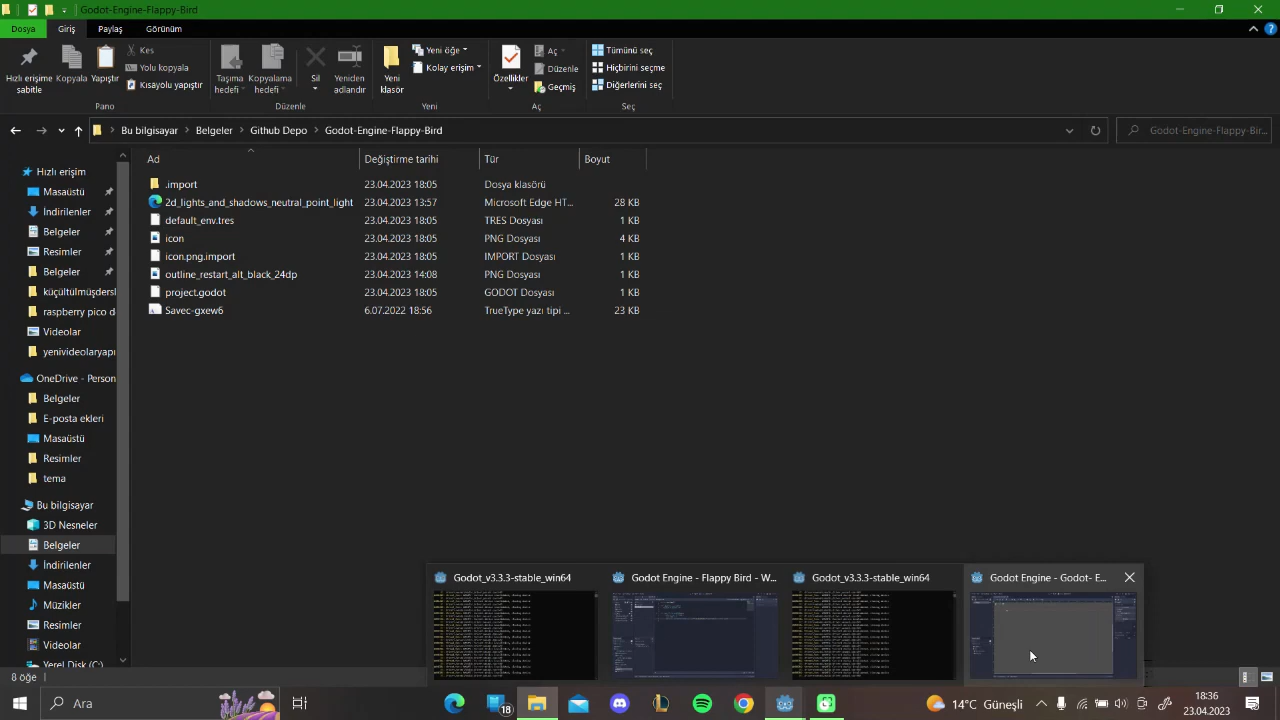 Godot-Engine-Flappy-Bird
Dosya Giriş Paylaş Görünüm
Hızlı erişime sabitle
Kopyala
Yapıştır
Kes
Yolu kopyala
Kısayolu yapıştır
Pano
Taşıma hedefi
Kopyalama hedefi
Sil
Yeniden adlandır
Düzenle
Yeni klasör
Yeni öğe
Kolay erişim
Yeni
Özellikler
Aç
Düzenle
Geçmiş
Aç
Tümünü seç
Hiçbirini seçme
Diğerlerini seç
Seç
Bu bilgisayar Belgeler Github Depo Godot-Engine-Flappy-Bird
Godot-Engine-Flappy-Bir...
Ad Değiştirme tarihi Tür Boyut
.import 23.04.2023 18:05 Dosya klasörü
2d_lights_and_shadows_neutral_point_light 23.04.2023 13:57 Microsoft Edge HT... 28 KB
default_env.tres 23.04.2023 18:05 TRES Dosyası 1 KB
icon 23.04.2023 18:05 PNG Dosyası 4 KB
icon.png.import 23.04.2023 18:05 IMPORT Dosyası 1 KB
outline_restart_alt_black_24dp 23.04.2023 14:08 PNG Dosyası 1 KB
project.godot 23.04.2023 18:05 GODOT Dosyası 1 KB
Savec-gxew6 6.07.2022 18:56 TrueType yazı tipi ... 23 KB
Hızlı erişim
Masaüstü
İndirilenler
Belgeler
Resimler
Belgeler
küçültülmüşdersl
raspberry pico d
Videolar
yenivideolaryapı
OneDrive - Person
Belgeler
E-posta ekleri
Masaüstü
Resimler
tema
Bu bilgisayar
3D Nesneler
Belgeler
İndirilenler
Masaüstü
Müzikler
Resimler
Videolar
Yerel Disk (C:)
8 öğe
Godot_v3.3.3-stable_win64
Godot Engine - Flappy Bird - W...
Godot_v3.3.3-stable_win64
Godot Engine - Godot- E...
Ara
18
14°C Güneşli
18:36
23.04.2023